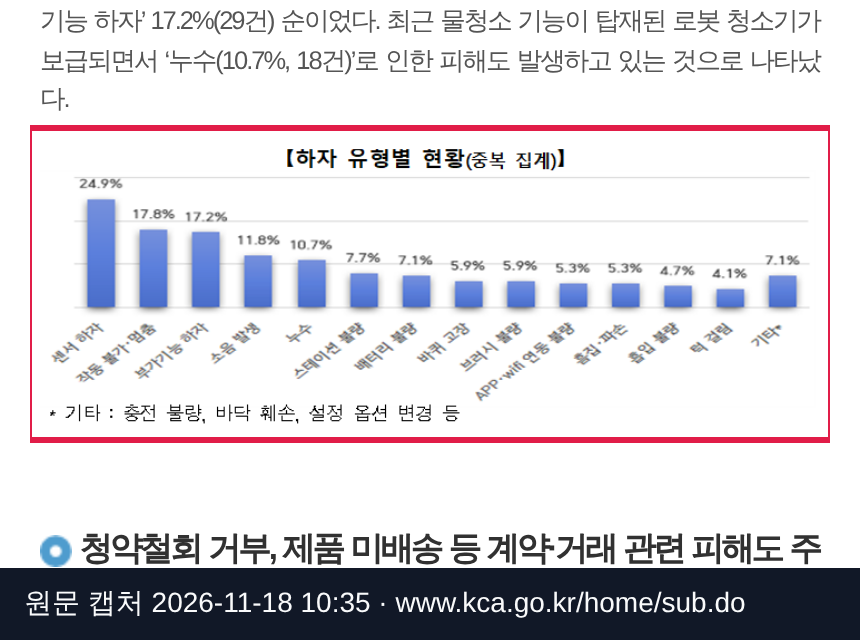 기능 하자’ 17.2%(29건) 순이었다. 최근 물청소 기능이 탑재된 로봇 청소기가
보급되면서 ‘누수(10.7%, 18건)’로 인한 피해도 발생하고 있는 것으로 나타났
다.
【하자 유형별 현황(중복 집계)】
24.9%
17.8%
17.2%
11.8%
10.7%
7.7%
7.1%
5.9%
5.9%
5.3%
5.3%
4.7%
4.1%
7.1%
센서 하자
작동 불가·멈춤
부가기능 하자
소음 발생
누수
스테이션 불량
배터리 불량
바퀴 고장
브러시 불량
APP·wifi 연동 불량
흠집·파손
흡입 불량
턱 걸림
기타*
* 기타 : 충전 불량, 바닥 훼손, 설정 옵션 변경 등
청약철회 거부, 제품 미배송 등 계약·거래 관련 피해도 주
원문 캡처 2026-11-18 10:35 · www.kca.go.kr/home/sub.do